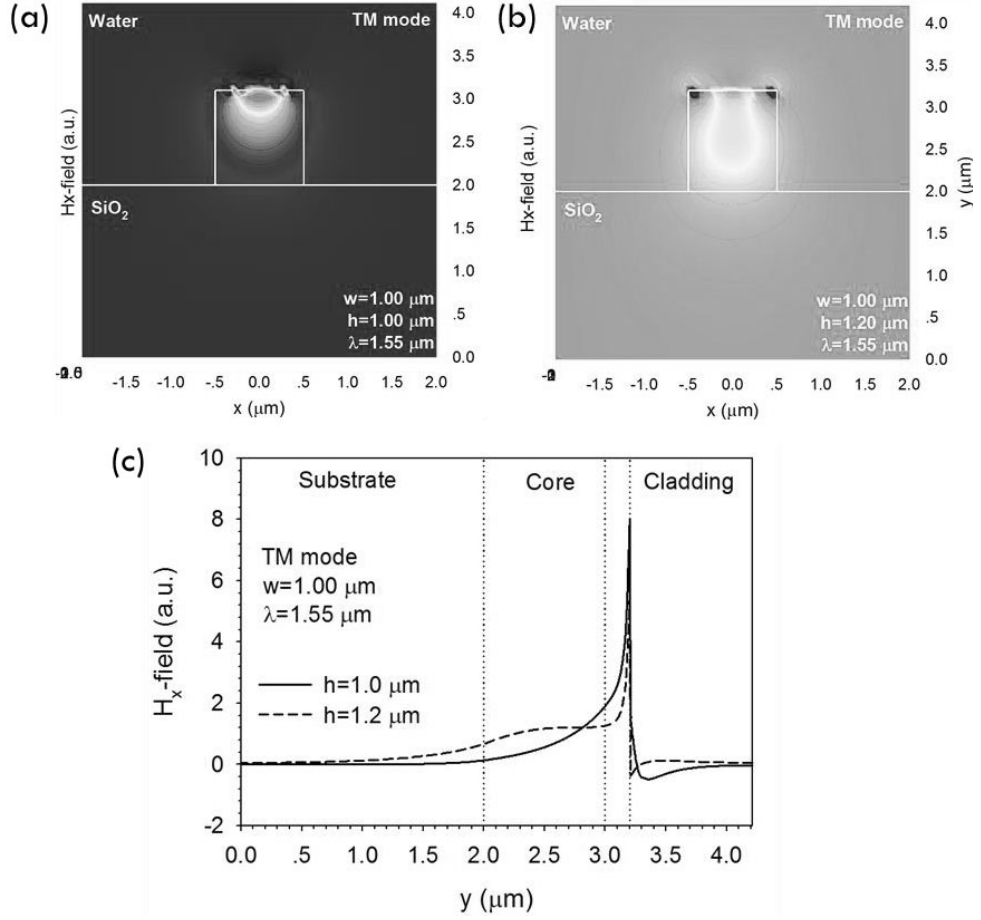 (a)
Water TM mode
SiO2
w=1.00 μm
h=1.00 μm
λ=1.55 μm
Hx-field (a.u.)
4.0
3.0
3.0
2.0
1.0
.5
0.0
-1.5 -1.0 -.5 0.0 .5 1.0 1.5 2.0
x (μm)
(b)
Water TM mode
SiO2
w=1.00 μm
h=1.20 μm
λ=1.55 μm
Hx-field (a.u.)
y (μm)
4.0
3.5
3.0
2.5
2.0
1.5
1.0
.5
0.0
-1.5 -1.0 -.5 0.0 .5 1.0 1.5 2.0
x (μm)
(c)
Substrate Core Cladding
TM mode
w=1.00 μm
λ=1.55 μm
h=1.0 μm
h=1.2 μm
Hx-field (a.u.)
10
8
6
4
2
0
-2
0.0 .5 1.0 1.5 2.0 2.5 3.0 3.5 4.0
y (μm)